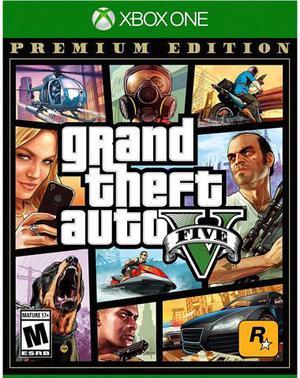 XBOX ONE
PREMIUM EDITION
grand
theft
auto V
FIVE
MATURE 17+
M
ESRB
R